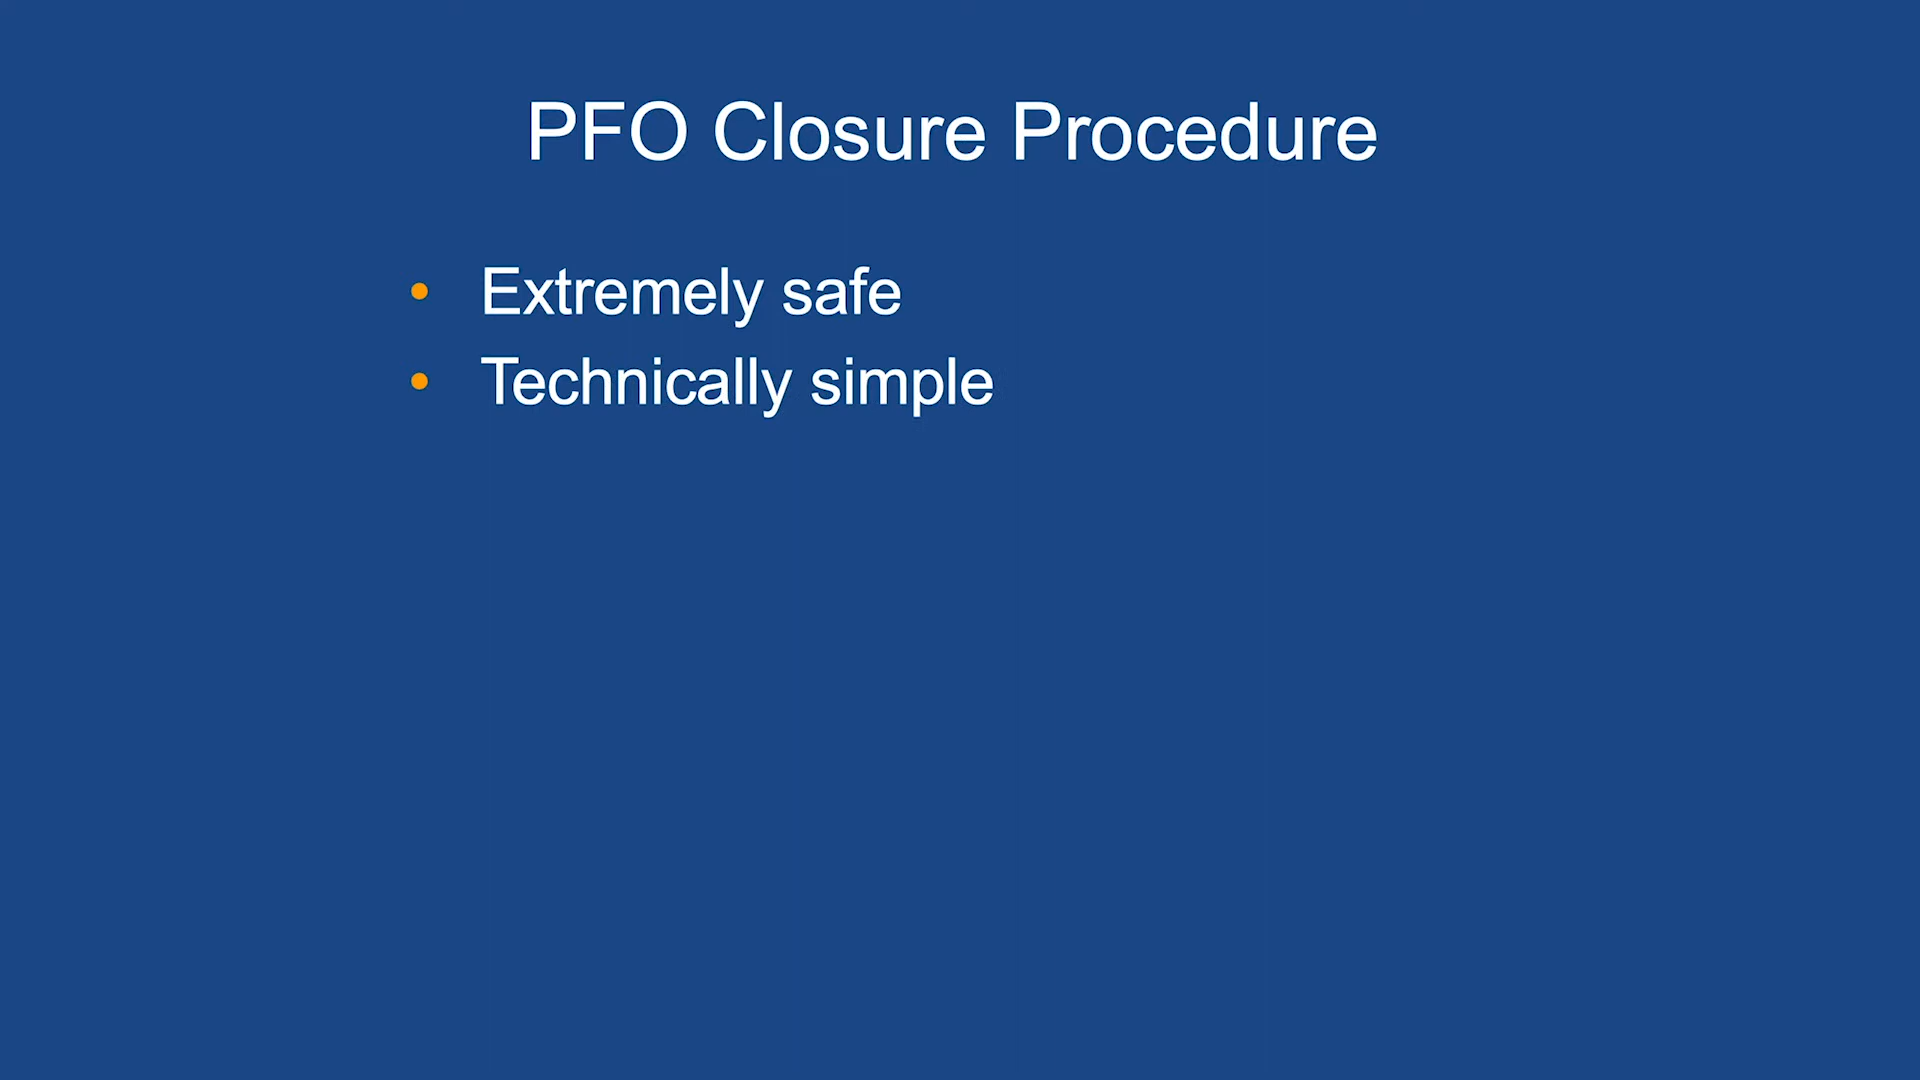 PFO Closure Procedure
• Extremely safe
• Technically simple